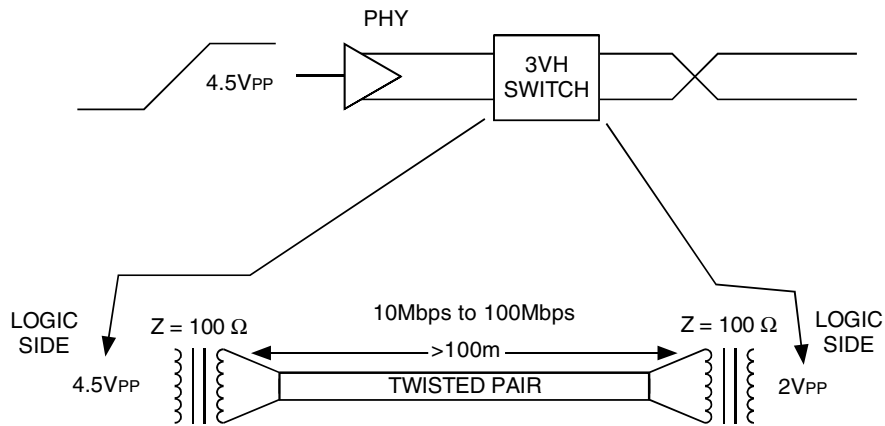 PHY
4.5VPP
3VH
SWITCH
LOGIC
SIDE
Z = 100 Ω
10Mbps to 100Mbps
Z = 100 Ω
LOGIC
SIDE
>100m
4.5VPP
TWISTED PAIR
2VPP